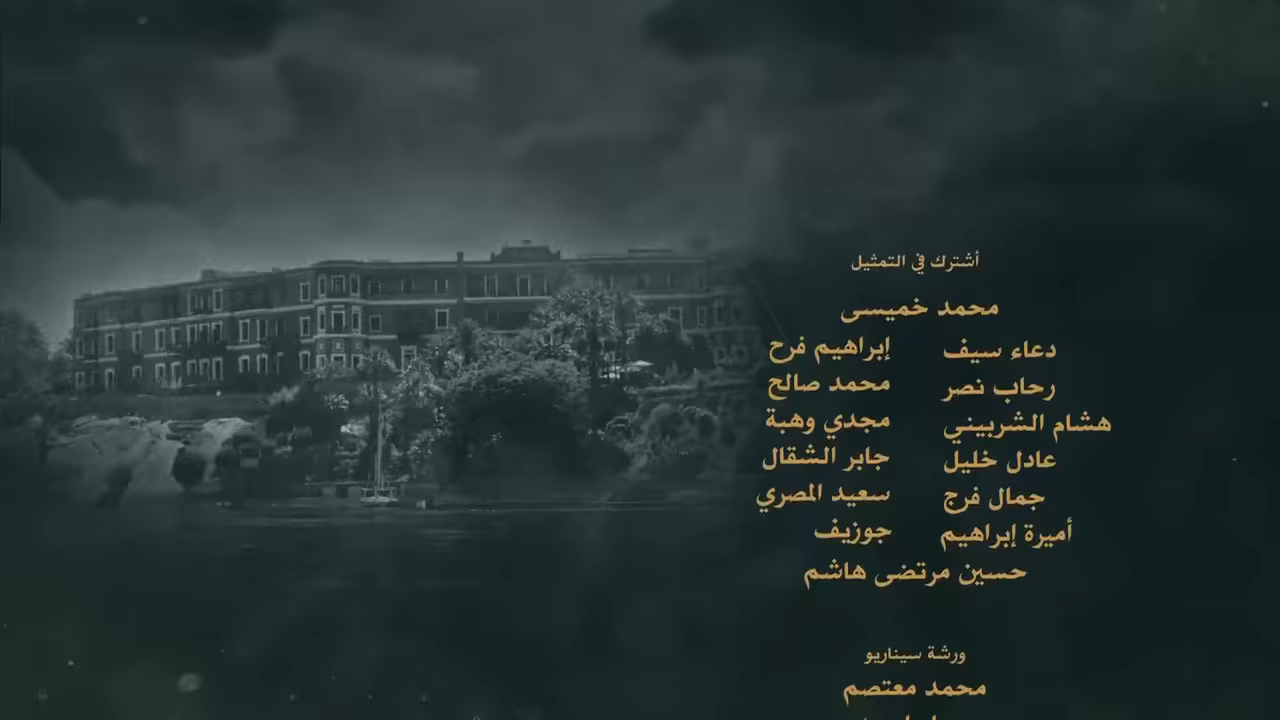 أشترك في التمثيل
محمد خميسى
دعاء سيف إبراهيم فرح
رحاب نصر محمد صالح
هشام الشربيني مجدي وهبة
عادل خليل جابر الشقال
جمال فرج سعيد المصري
أميرة إبراهيم جوزيف
حسين مرتضى هاشم
ورشة سيناريو
محمد معتصم